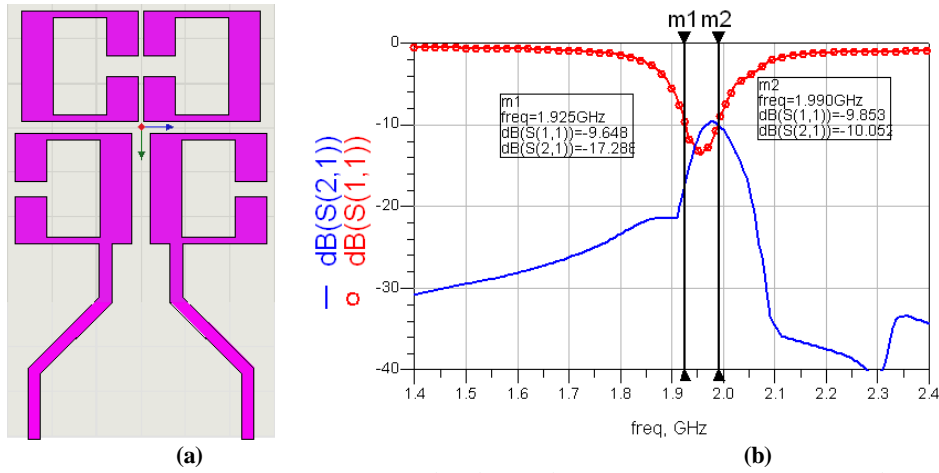 m1 m2
0
-10
-20
-30
-40
dB(S(2,1))
dB(S(1,1))
m1
freq=1.925GHz
dB(S(1,1))=-9.648
dB(S(2,1))=-17.288
m2
freq=1.990GHz
dB(S(1,1))=-9.853
dB(S(2,1))=-10.052
1.4 1.5 1.6 1.7 1.8 1.9 2.0 2.1 2.2 2.3 2.4
freq, GHz
(a)
(b)